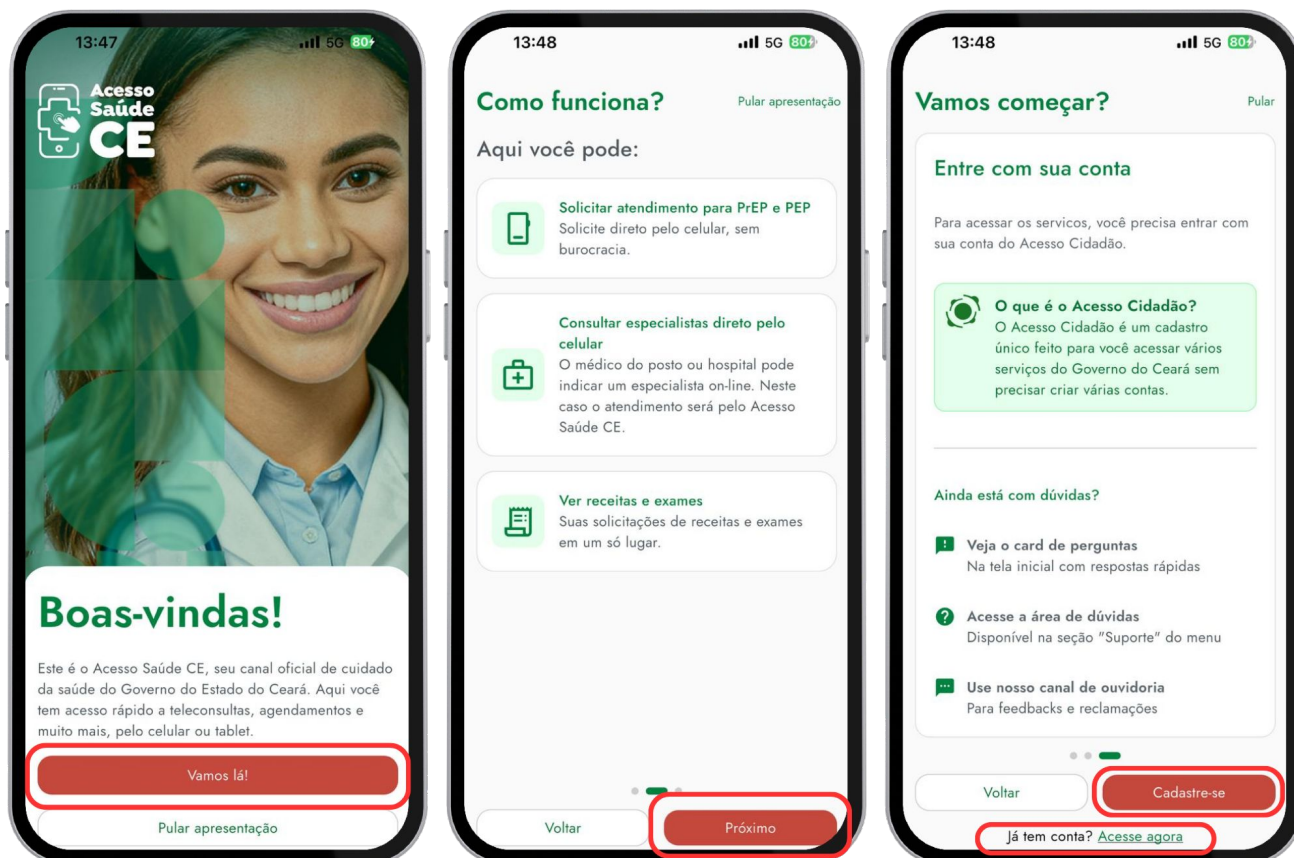 13:47
5G 80
Acesso
Saúde
CE
Boas-vindas!
Este é o Acesso Saúde CE, seu canal oficial de cuidado
da saúde do Governo do Estado do Ceará. Aqui você
tem acesso rápido a teleconsultas, agendamentos e
muito mais, pelo celular ou tablet.
Vamos lá!
Pular apresentação
13:48
5G 80
Como funciona?
Pular apresentação
Aqui você pode:
Solicitar atendimento para PrEP e PEP
Solicite direto pelo celular, sem
burocracia.
Consultar especialistas direto pelo
celular
O médico do posto ou hospital pode
indicar um especialista on-line. Neste
caso o atendimento será pelo Acesso
Saúde CE.
Ver receitas e exames
Suas solicitações de receitas e exames
em um só lugar.
Voltar
Próximo
13:48
5G 80
Vamos começar?
Pular
Entre com sua conta
Para acessar os servicos, você precisa entrar com
sua conta do Acesso Cidadão.
O que é o Acesso Cidadão?
O Acesso Cidadão é um cadastro
único feito para você acessar vários
serviços do Governo do Ceará sem
precisar criar várias contas.
Ainda está com dúvidas?
Veja o card de perguntas
Na tela inicial com respostas rápidas
Acesse a área de dúvidas
Disponível na seção "Suporte" do menu
Use nosso canal de ouvidoria
Para feedbacks e reclamações
Voltar
Cadastre-se
Já tem conta? Acesse agora